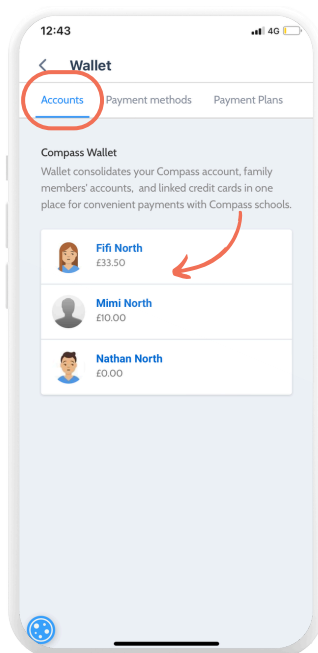 12:43
4G
Wallet
Accounts
Payment methods
Payment Plans
Compass Wallet
Wallet consolidates your Compass account, family
members' accounts, and linked credit cards in one
place for convenient payments with Compass schools.
Fifi North
£33.50
Mimi North
£10.00
Nathan North
£0.00